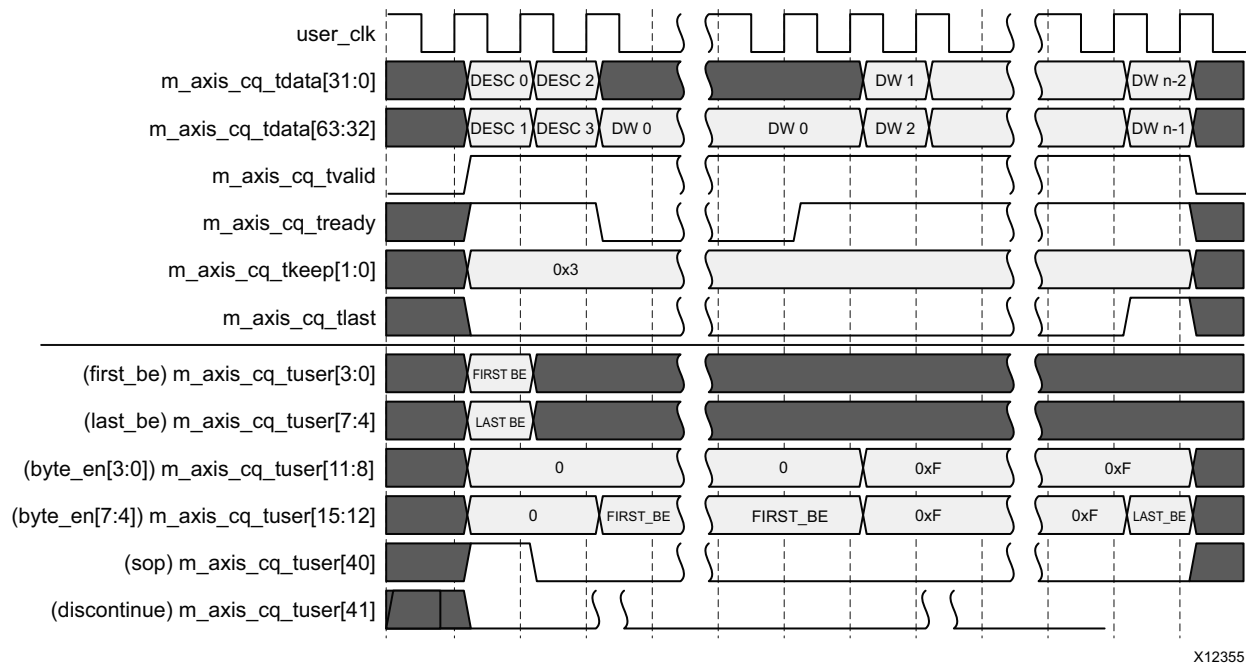 user_clk
m_axis_cq_tdata[31:0] DESC 0 DESC 2 DW 1 DW n-2
m_axis_cq_tdata[63:32] DESC 1 DESC 3 DW 0 DW 0 DW 2 DW n-1
m_axis_cq_tvalid
m_axis_cq_tready
m_axis_cq_tkeep[1:0] 0x3
m_axis_cq_tlast
(first_be) m_axis_cq_tuser[3:0] FIRST BE
(last_be) m_axis_cq_tuser[7:4] LAST BE
(byte_en[3:0]) m_axis_cq_tuser[11:8] 0 0 0xF 0xF
(byte_en[7:4]) m_axis_cq_tuser[15:12] 0 FIRST_BE FIRST_BE 0xF 0xF LAST_BE
(sop) m_axis_cq_tuser[40]
(discontinue) m_axis_cq_tuser[41]
X12355